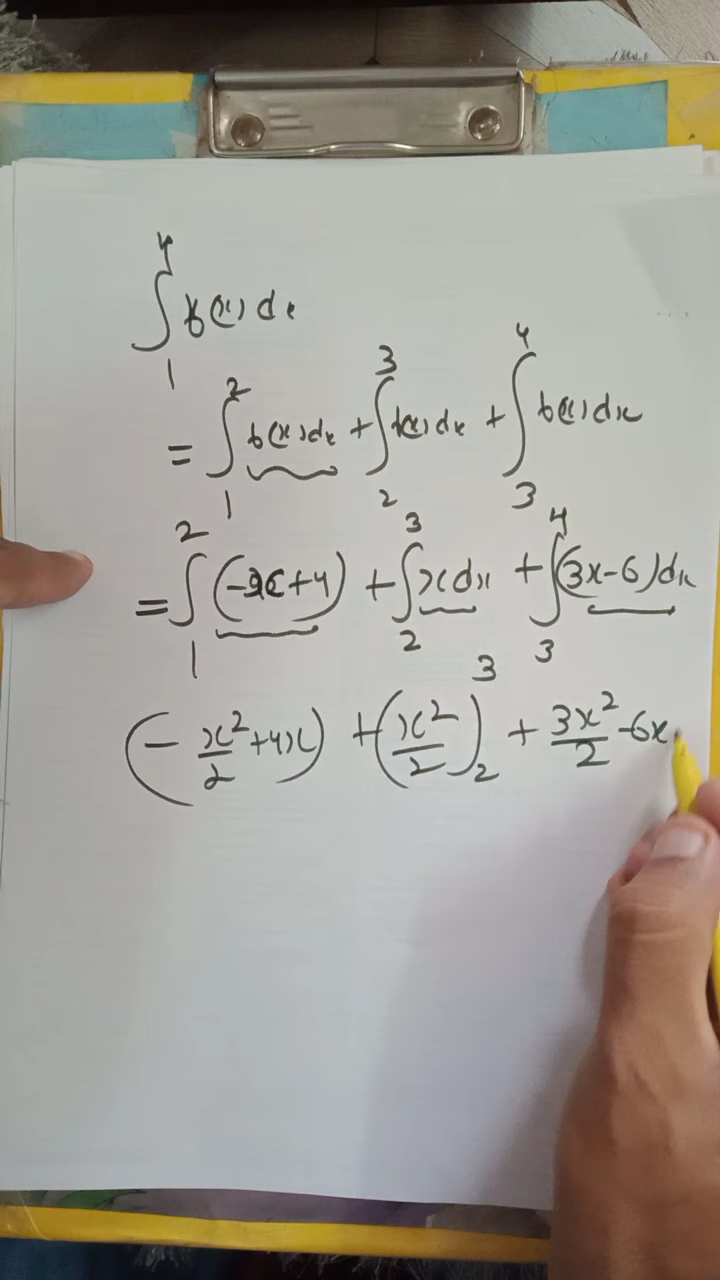 ∫₁⁴ f(x) dx
= ∫₁² f(x) dx + ∫₂³ f(x) dx + ∫₃⁴ f(x) dx
= ∫₁² (-x+4) + ∫₂³ x dx + ∫₃⁴ (3x-6) dx
(- x²/2 + 4x) + (x²/2)₂³ + 3x²/2 - 6x